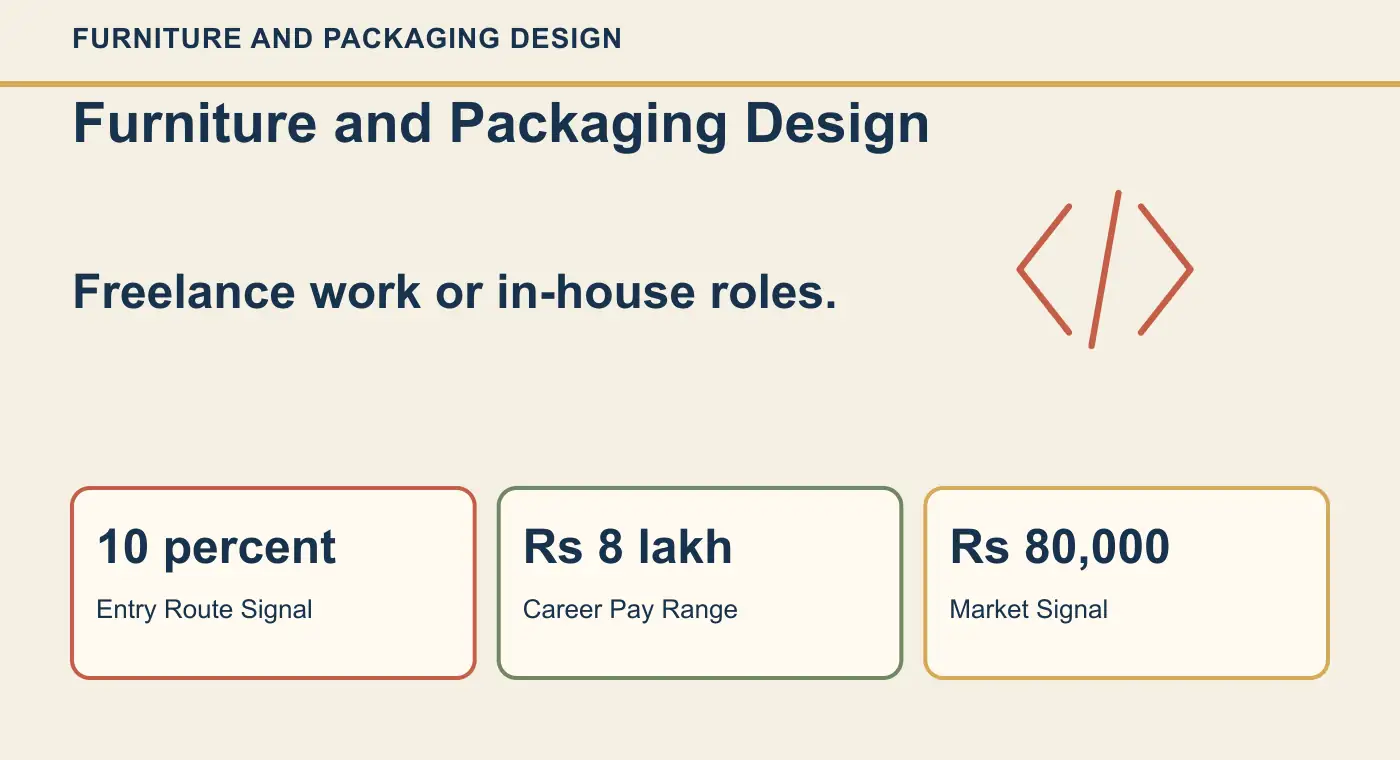 FURNITURE AND PACKAGING DESIGN
Furniture and Packaging Design
Freelance work or in-house roles.
10 percent
Entry Route Signal
Rs 8 lakh
Career Pay Range
Rs 80,000
Market Signal